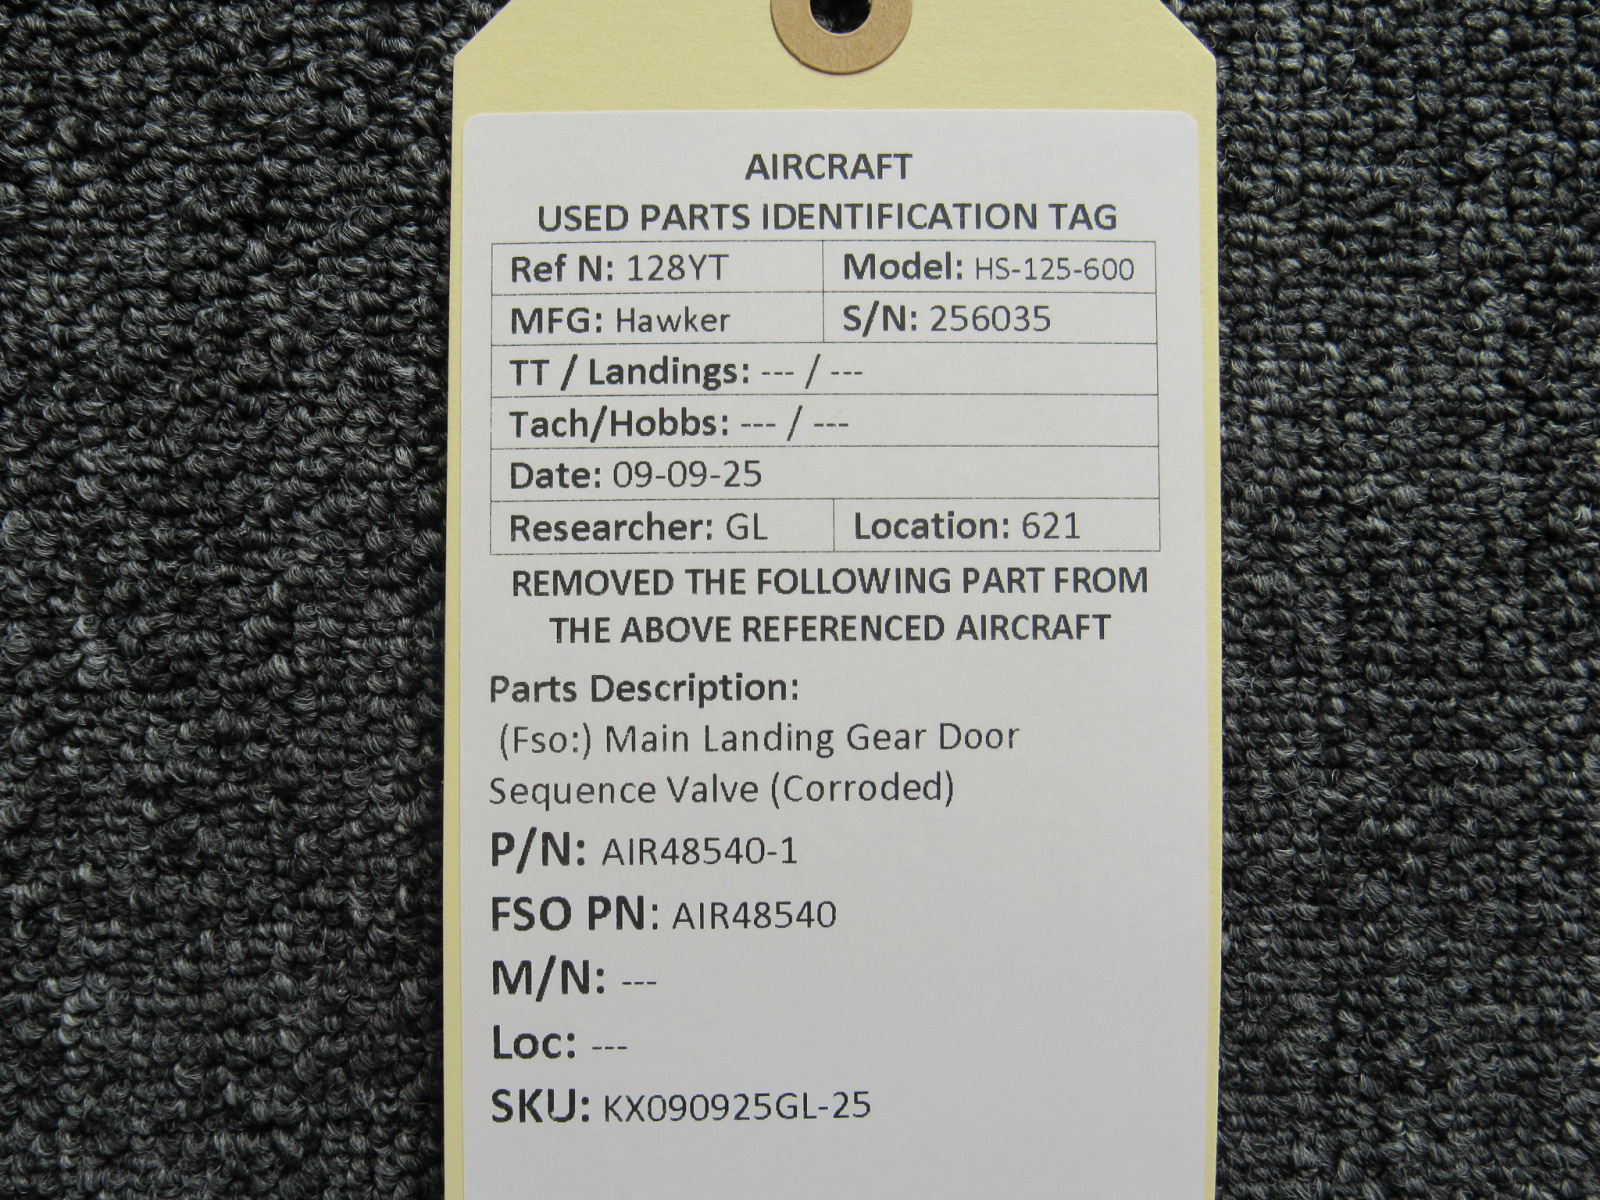 AIRCRAFT
USED PARTS IDENTIFICATION TAG
Ref N: 128YT Model: HS-125-600
MFG: Hawker S/N: 256035
TT / Landings: --- / ---
Tach/Hobbs: --- / ---
Date: 09-09-25
Researcher: GL Location: 621
REMOVED THE FOLLOWING PART FROM
THE ABOVE REFERENCED AIRCRAFT
Parts Description:
(Fso:) Main Landing Gear Door
Sequence Valve (Corroded)
P/N: AIR48540-1
FSO PN: AIR48540
M/N: ---
Loc: ---
SKU: KX090925GL-25